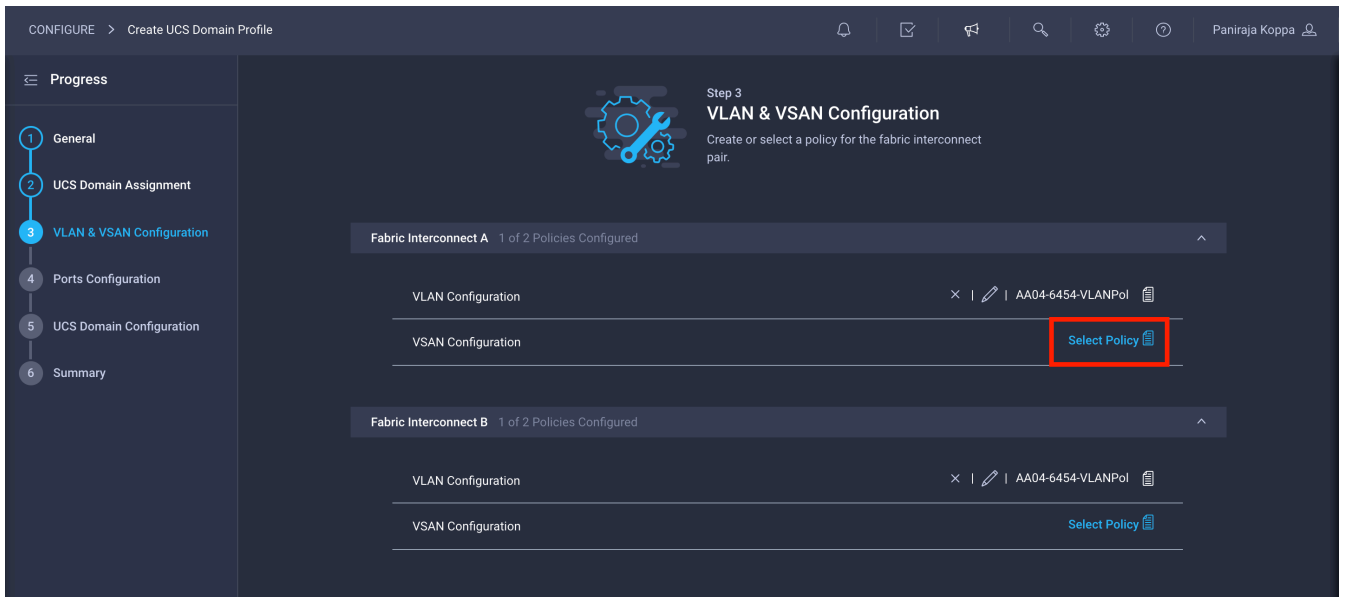 CONFIGURE > Create UCS Domain Profile
Paniraja Koppa
Progress
1 General
2 UCS Domain Assignment
3 VLAN & VSAN Configuration
4 Ports Configuration
5 UCS Domain Configuration
6 Summary
Step 3
VLAN & VSAN Configuration
Create or select a policy for the fabric interconnect
pair.
Fabric Interconnect A 1 of 2 Policies Configured
VLAN Configuration × | | AA04-6454-VLANPol
VSAN Configuration Select Policy
Fabric Interconnect B 1 of 2 Policies Configured
VLAN Configuration × | | AA04-6454-VLANPol
VSAN Configuration Select Policy